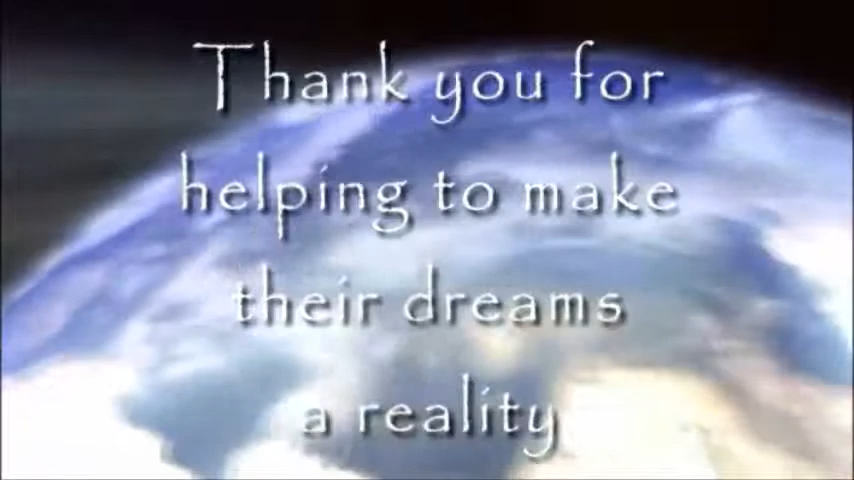 Thank you for
helping to make
their dreams
a reality